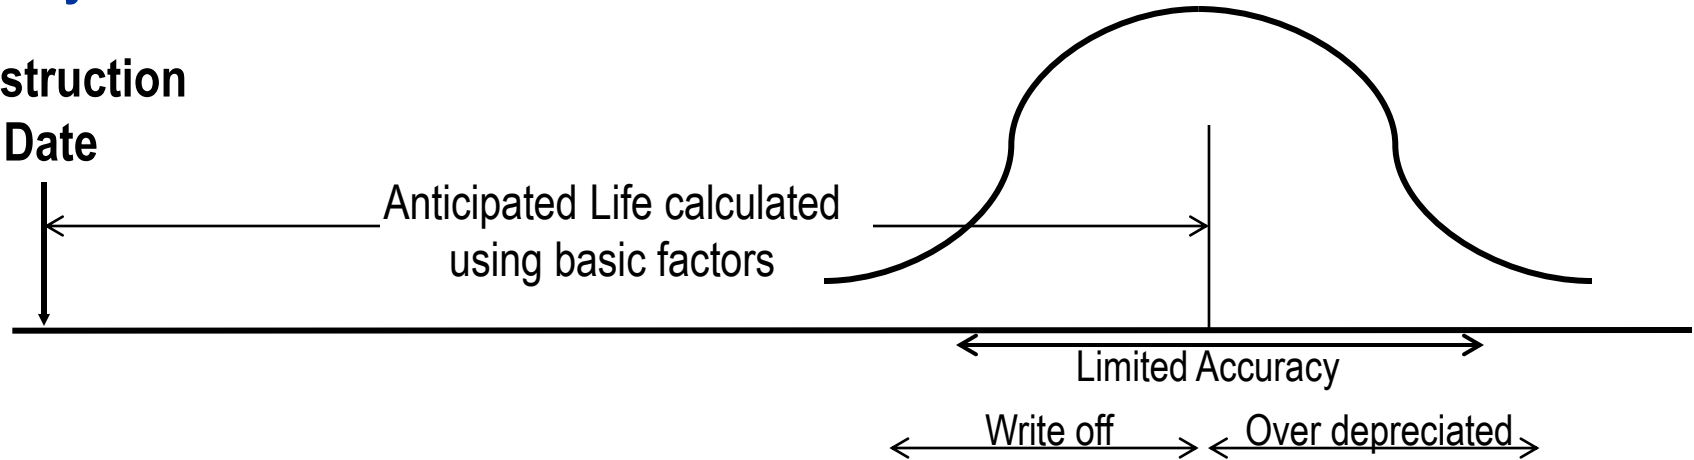 struction
Date
Anticipated Life calculated
using basic factors
Limited Accuracy
Write off
Over depreciated